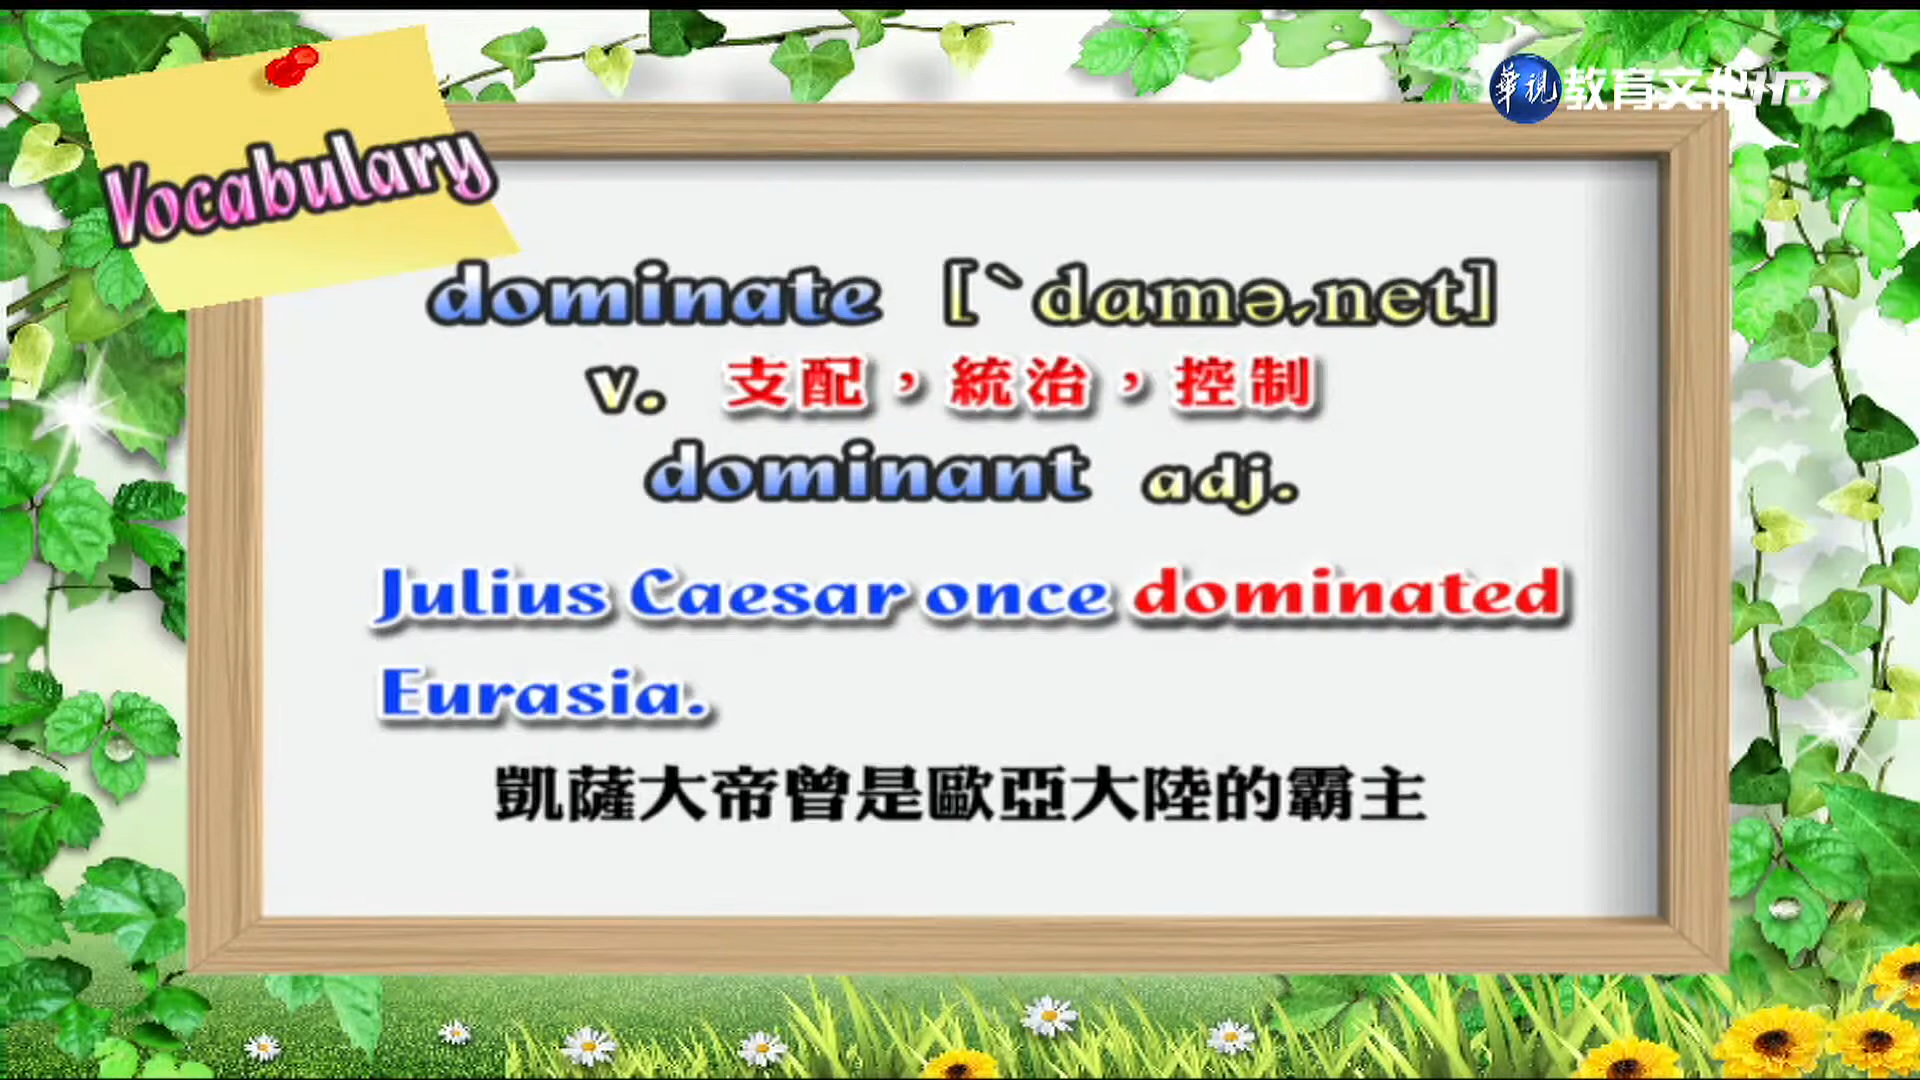 華視 教育文化HD
Vocabulary
dominate [ˋdɑməˏnet]
v. 支配，統治，控制
dominant adj.
Julius Caesar once dominated
Eurasia.
凱薩大帝曾是歐亞大陸的霸主